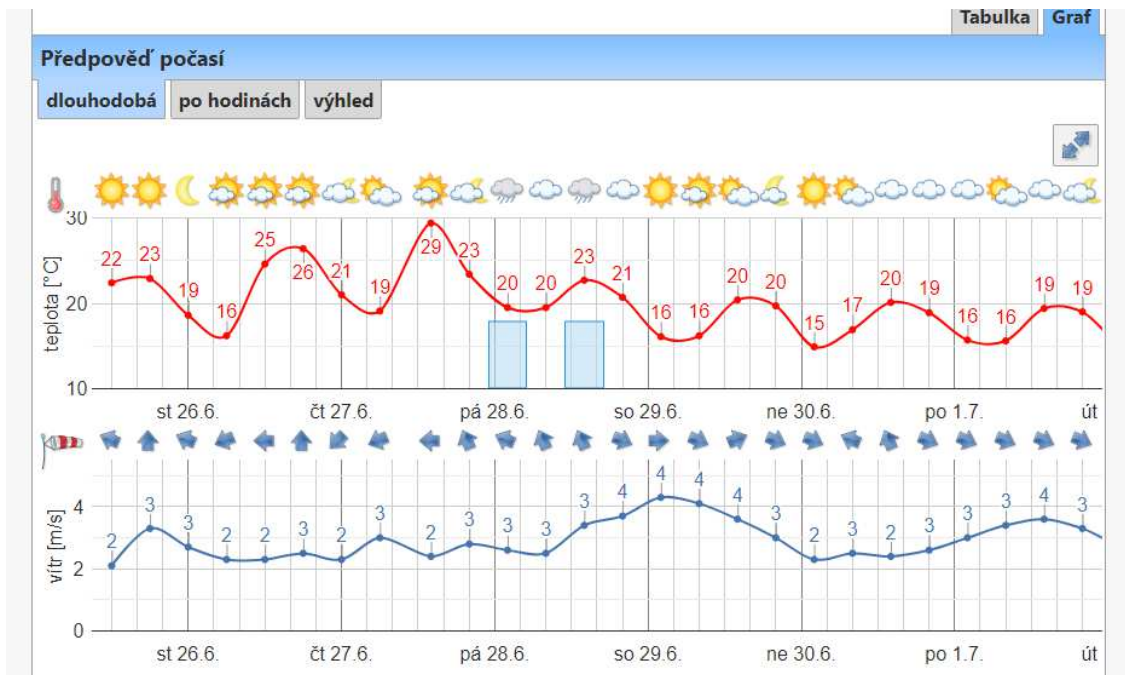 Tabulka Graf
Předpověď počasí
dlouhodobá po hodinách výhled
teplota [°C]
30
20
10
22 23 19 16 25 26 21 19 29 23 20 20 23 21 16 16 20 20 15 17 20 19 16 16 19 19
st 26.6. čt 27.6. pá 28.6. so 29.6. ne 30.6. po 1.7. út
vítr [m/s]
4
2
0
2 3 3 2 2 3 2 3 2 3 3 3 3 4 4 4 4 3 2 3 2 3 3 3 4 3
st 26.6. čt 27.6. pá 28.6. so 29.6. ne 30.6. po 1.7. út